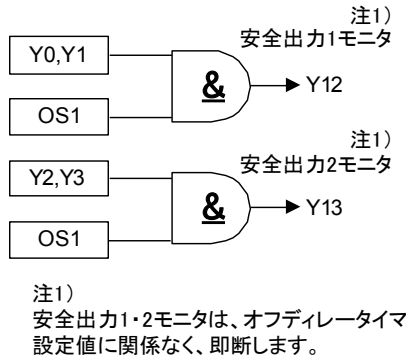 注1)
安全出力1モニタ
Y0,Y1
&
Y12
OS1
注1)
安全出力2モニタ
Y2,Y3
&
Y13
OS1
注1)
安全出力1・2モニタは、オフディレータイマ
設定値に関係なく、即断します。